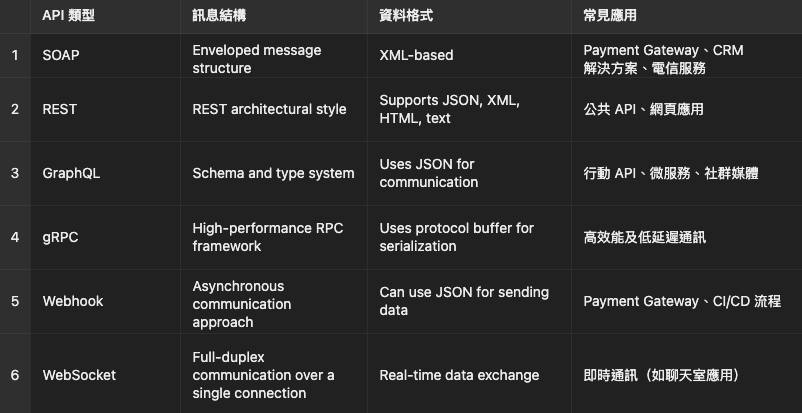 API 類型 訊息結構 資料格式 常見應用
1 SOAP Enveloped message structure XML-based Payment Gateway、CRM 解決方案、電信服務
2 REST REST architectural style Supports JSON, XML, HTML, text 公共 API、網頁應用
3 GraphQL Schema and type system Uses JSON for communication 行動 API、微服務、社群媒體
4 gRPC High-performance RPC framework Uses protocol buffer for serialization 高效能及低延遲通訊
5 Webhook Asynchronous communication approach Can use JSON for sending data Payment Gateway、CI/CD 流程
6 WebSocket Full-duplex communication over a single connection Real-time data exchange 即時通訊（如聊天室應用）